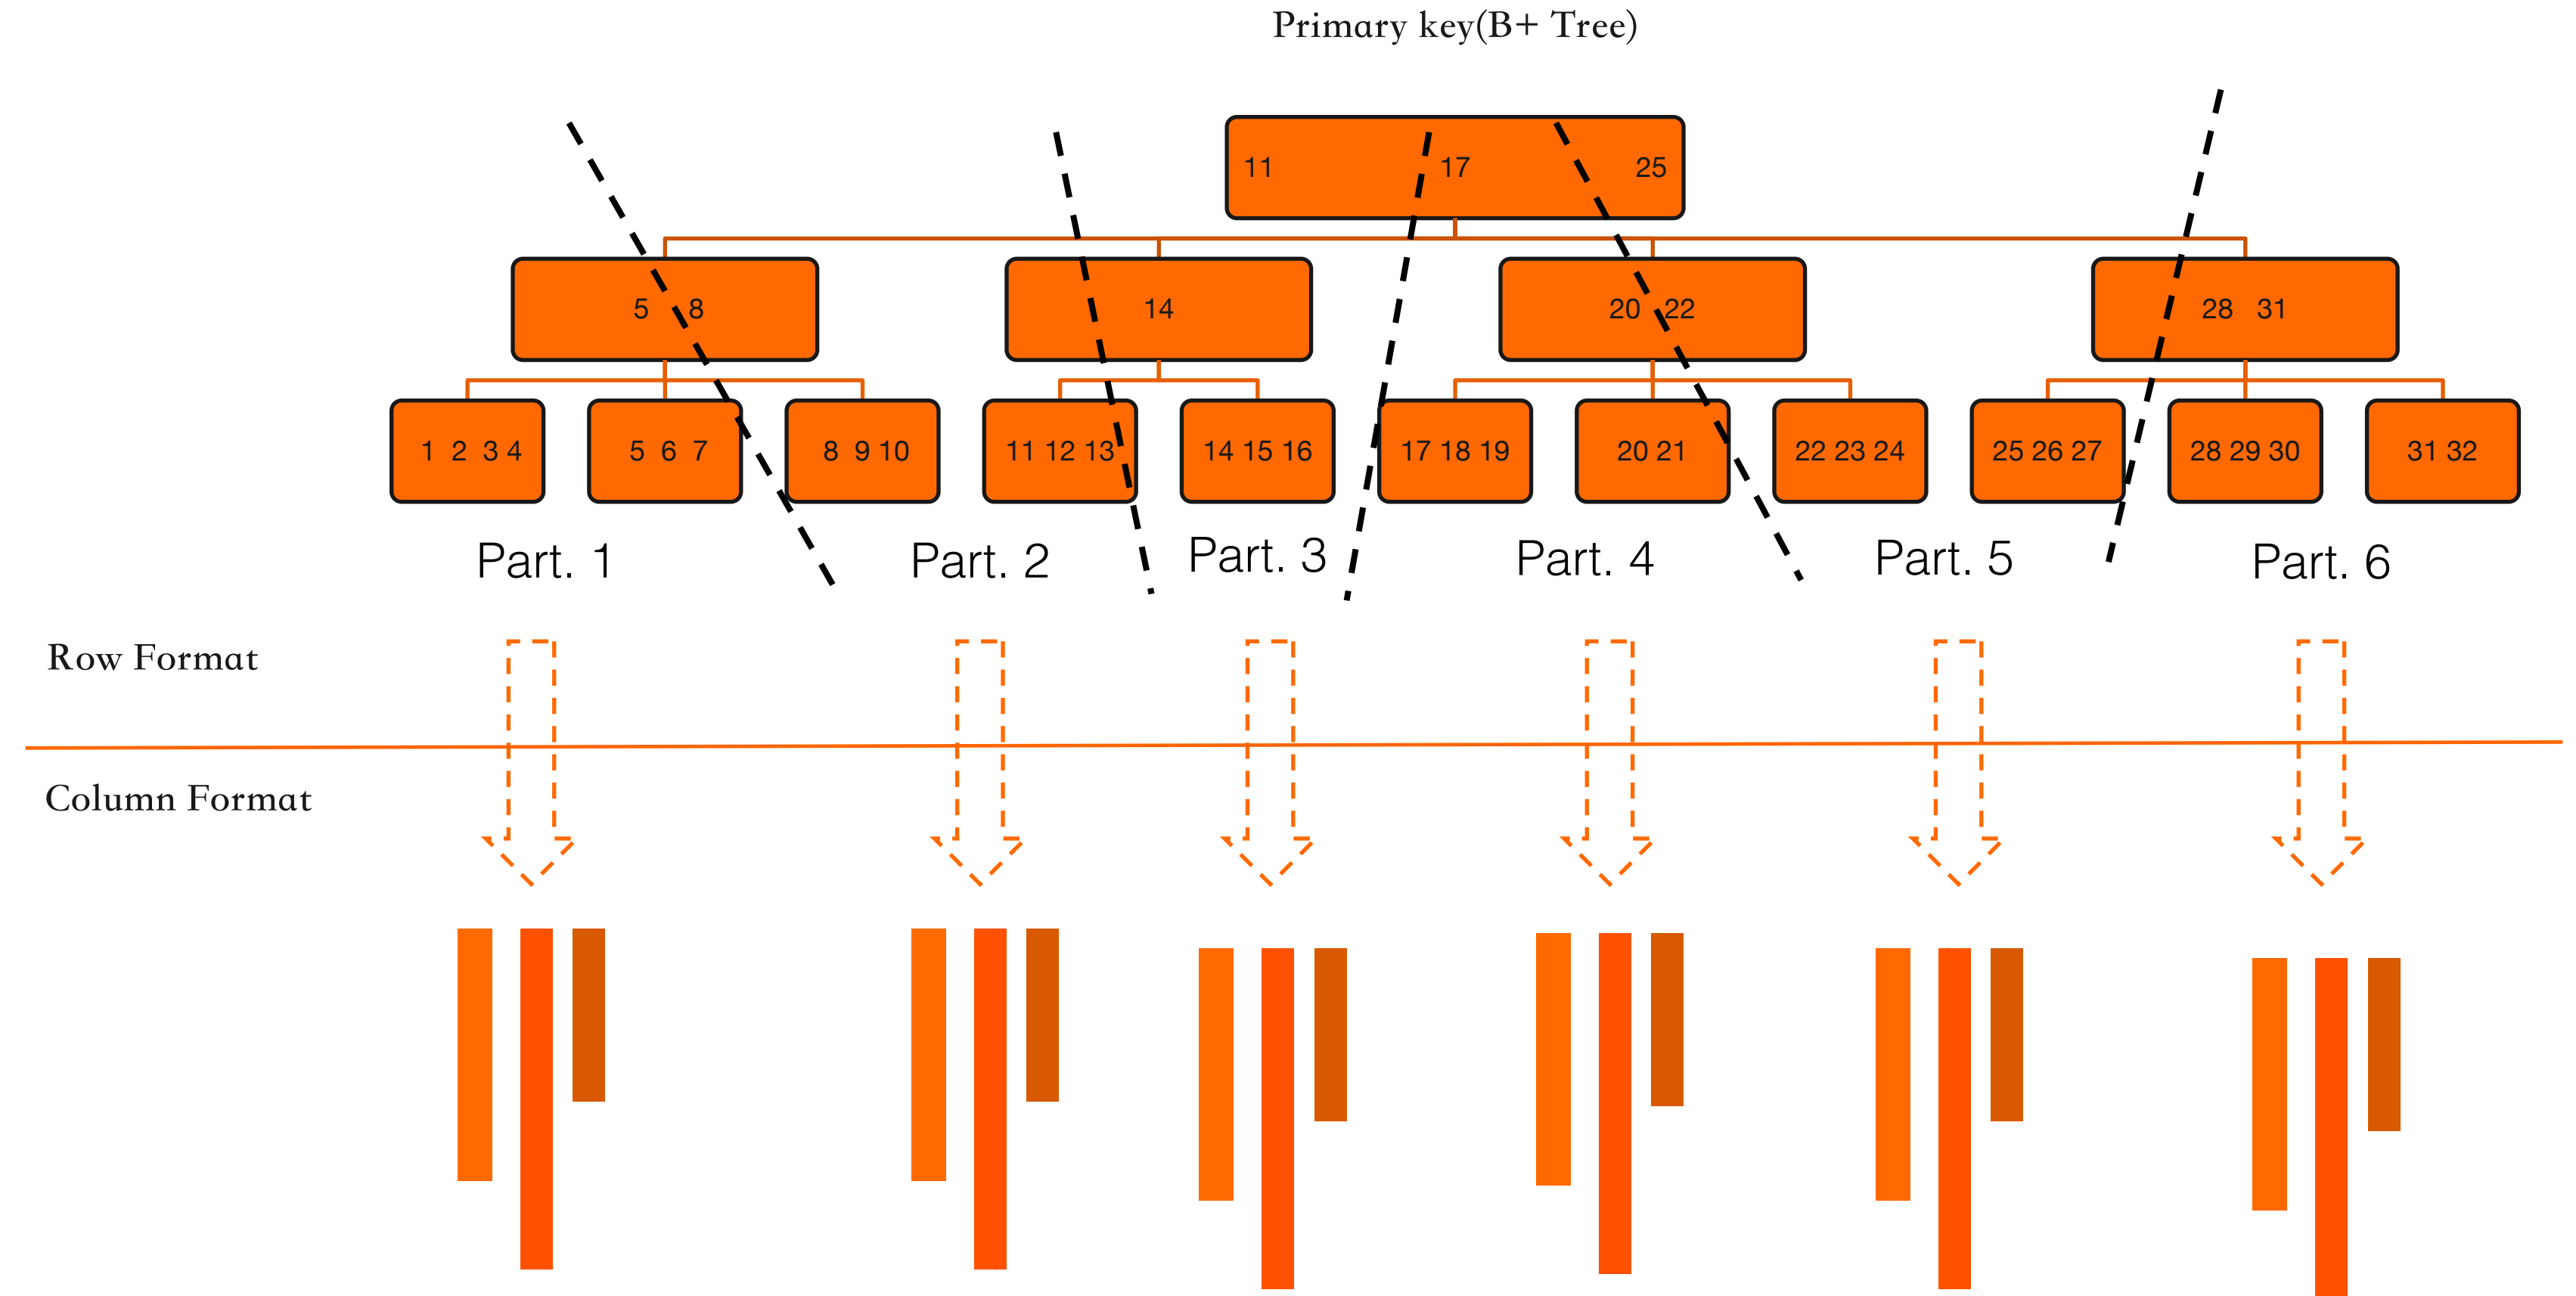 Primary key(B+ Tree)
11 17 25
5 8
14
20 22
28 31
1 2 3 4
5 6 7
8 9 10
11 12 13
14 15 16
17 18 19
20 21
22 23 24
25 26 27
28 29 30
31 32
Part. 1
Part. 2
Part. 3
Part. 4
Part. 5
Part. 6
Row Format
Column Format